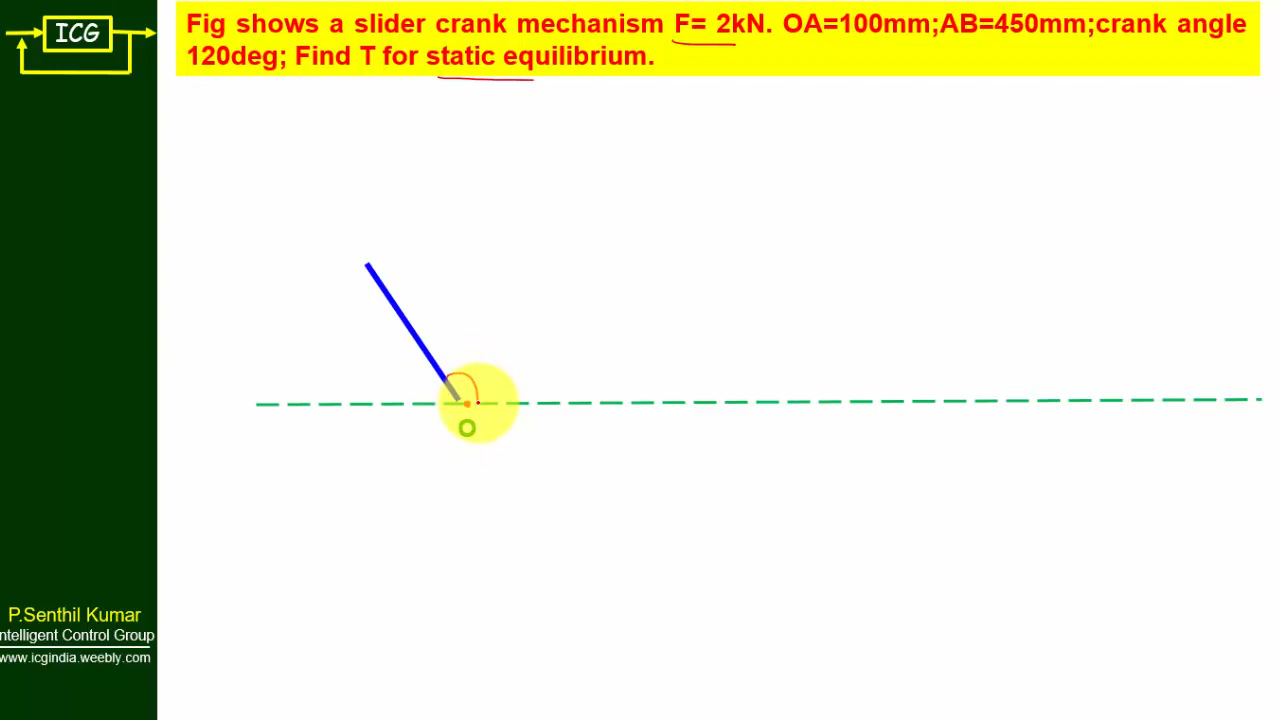 ICG
Fig shows a slider crank mechanism F= 2kN. OA=100mm;AB=450mm;crank angle
120deg; Find T for static equilibrium.
O
P.Senthil Kumar
ntelligent Control Group
www.icgindia.weebly.com